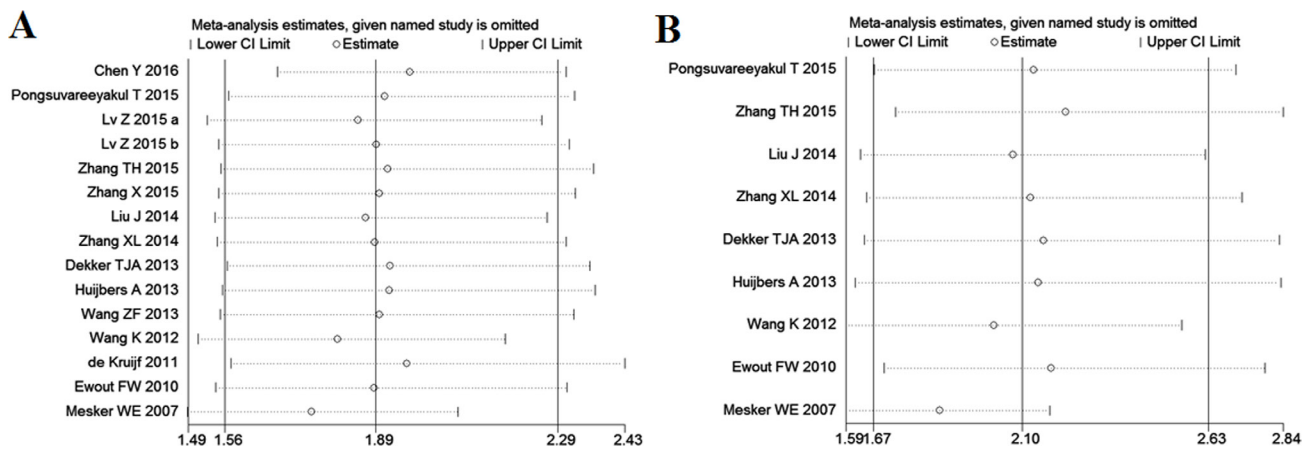 A
Meta-analysis estimates, given named study is omitted
Lower CI Limit Estimate Upper CI Limit
Chen Y 2016
Pongsuvareeyakul T 2015
Lv Z 2015 a
Lv Z 2015 b
Zhang TH 2015
Zhang X 2015
Liu J 2014
Zhang XL 2014
Dekker TJA 2013
Huijbers A 2013
Wang ZF 2013
Wang K 2012
de Kruijf 2011
Ewout FW 2010
Mesker WE 2007
1.49 1.56 1.89 2.29 2.43
B
Meta-analysis estimates, given named study is omitted
Lower CI Limit Estimate Upper CI Limit
Pongsuvareeyakul T 2015
Zhang TH 2015
Liu J 2014
Zhang XL 2014
Dekker TJA 2013
Huijbers A 2013
Wang K 2012
Ewout FW 2010
Mesker WE 2007
1.591.67 2.10 2.63 2.84